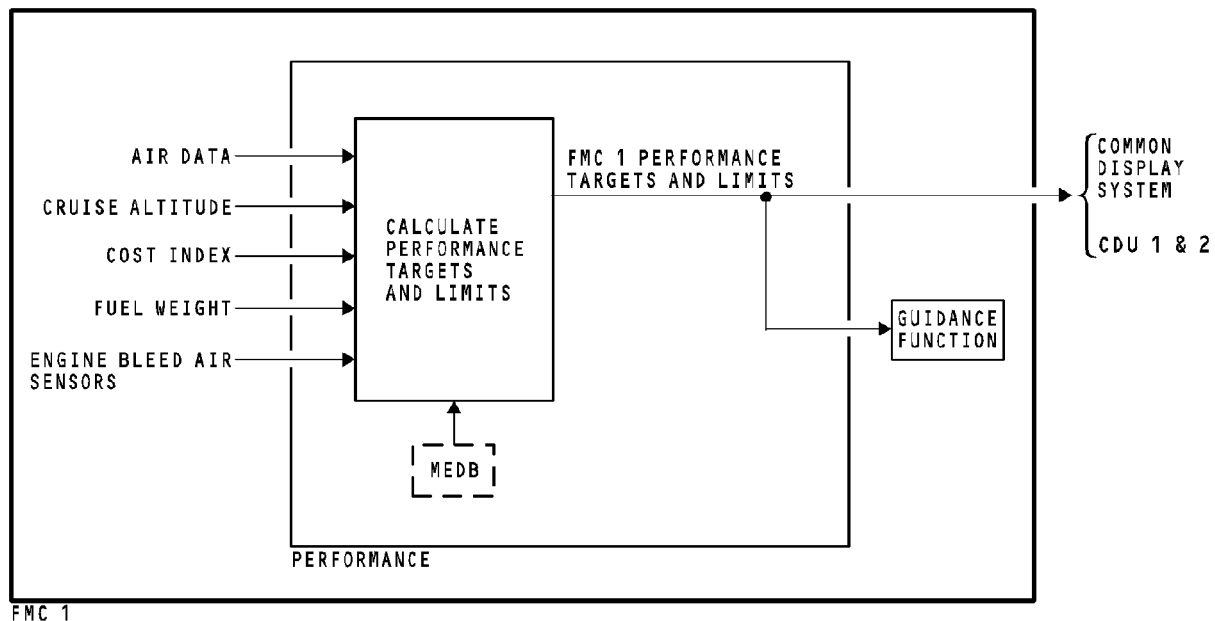 AIR DATA
CRUISE ALTITUDE
COST INDEX
FUEL WEIGHT
ENGINE BLEED AIR
SENSORS
CALCULATE
PERFORMANCE
TARGETS
AND LIMITS
MEDB
FMC 1 PERFORMANCE
TARGETS AND LIMITS
COMMON
DISPLAY
SYSTEM
CDU 1 & 2
GUIDANCE
FUNCTION
PERFORMANCE
FMC 1